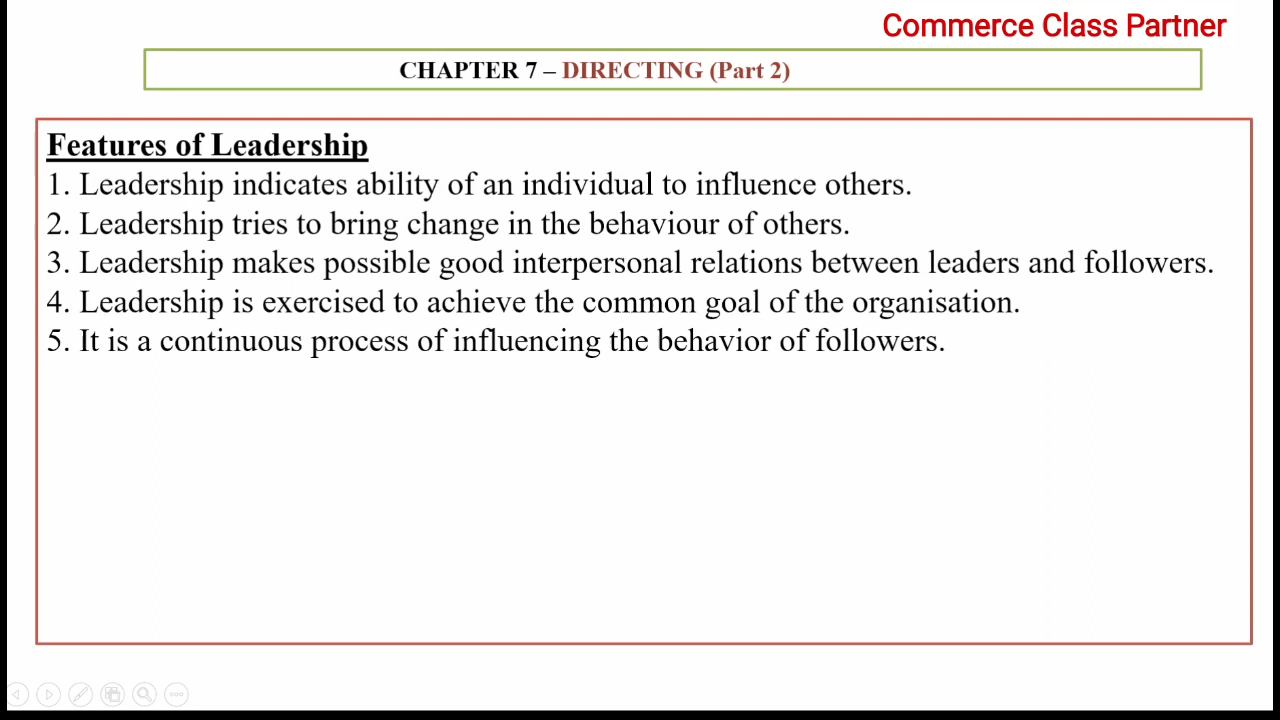 Commerce Class Partner
CHAPTER 7 – DIRECTING (Part 2)
Features of Leadership
1. Leadership indicates ability of an individual to influence others.
2. Leadership tries to bring change in the behaviour of others.
3. Leadership makes possible good interpersonal relations between leaders and followers.
4. Leadership is exercised to achieve the common goal of the organisation.
5. It is a continuous process of influencing the behavior of followers.